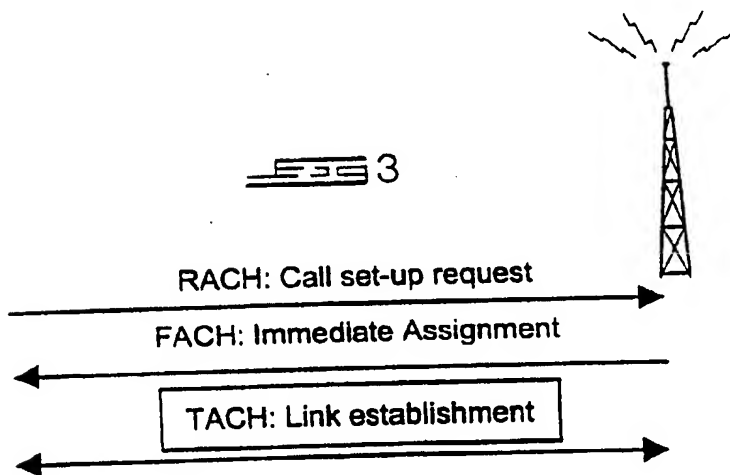 3
RACH: Call set-up request
FACH: Immediate Assignment
TACH: Link establishment